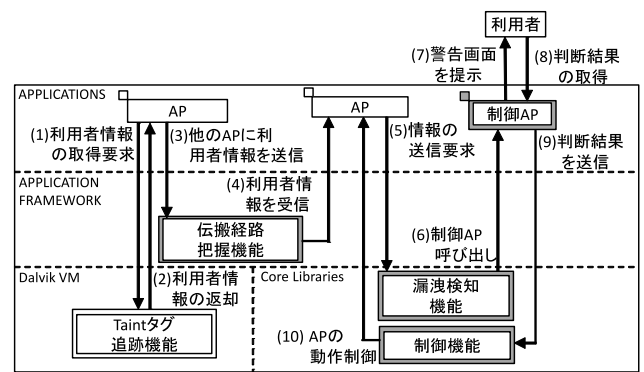 利用者
(7)警告画面
を提示
(8)判断結果
の取得
APPLICATIONS
AP
AP
制御AP
(1)利用者情報
の取得要求
(3)他のAPに利
用者情報を送信
(5)情報の
送信要求
(9)判断結果
を送信
APPLICATION
FRAMEWORK
(4)利用者情
報を受信
伝搬経路
把握機能
(6)制御AP
呼び出し
Dalvik VM
(2)利用者情
報の返却
Core Libraries
漏洩検知
機能
Taintタグ
追跡機能
(10) APの
動作制御
制御機能